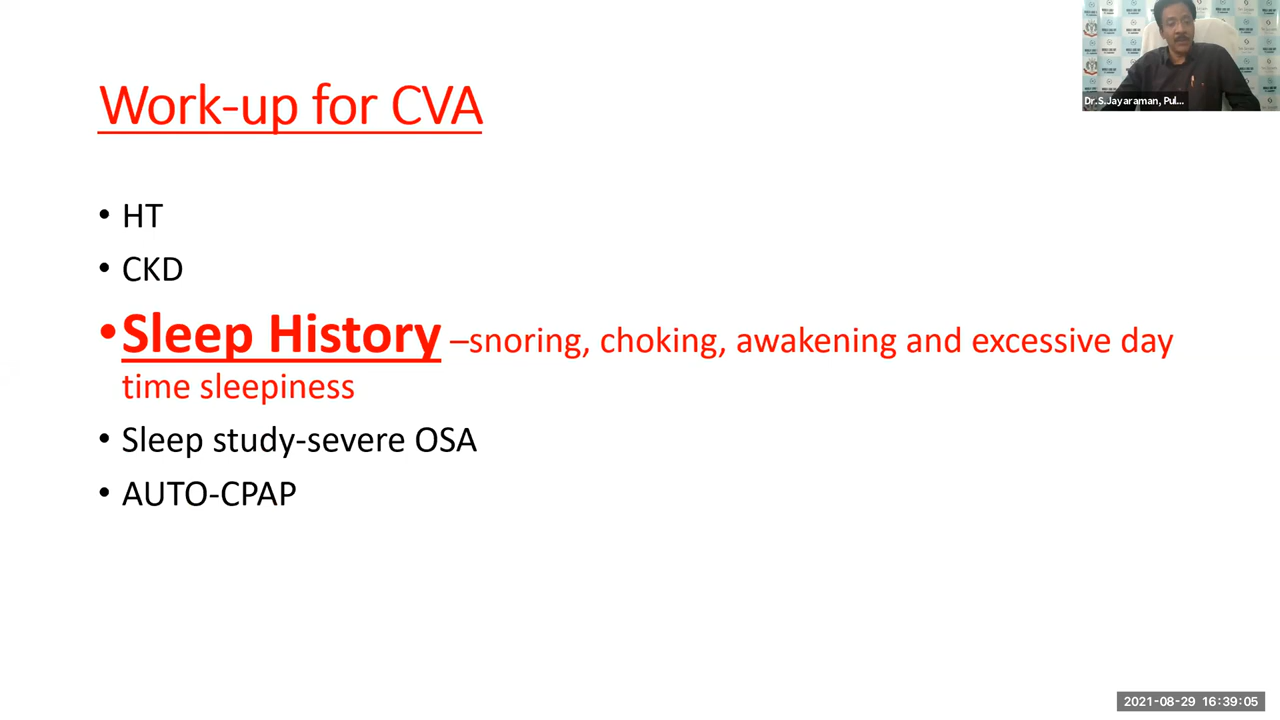 Work-up for CVA
• HT
• CKD
•Sleep History –snoring, choking, awakening and excessive day
time sleepiness
• Sleep study-severe OSA
• AUTO-CPAP
Dr.S.Jayaraman, Pul...
2021-08-29 16:39:05